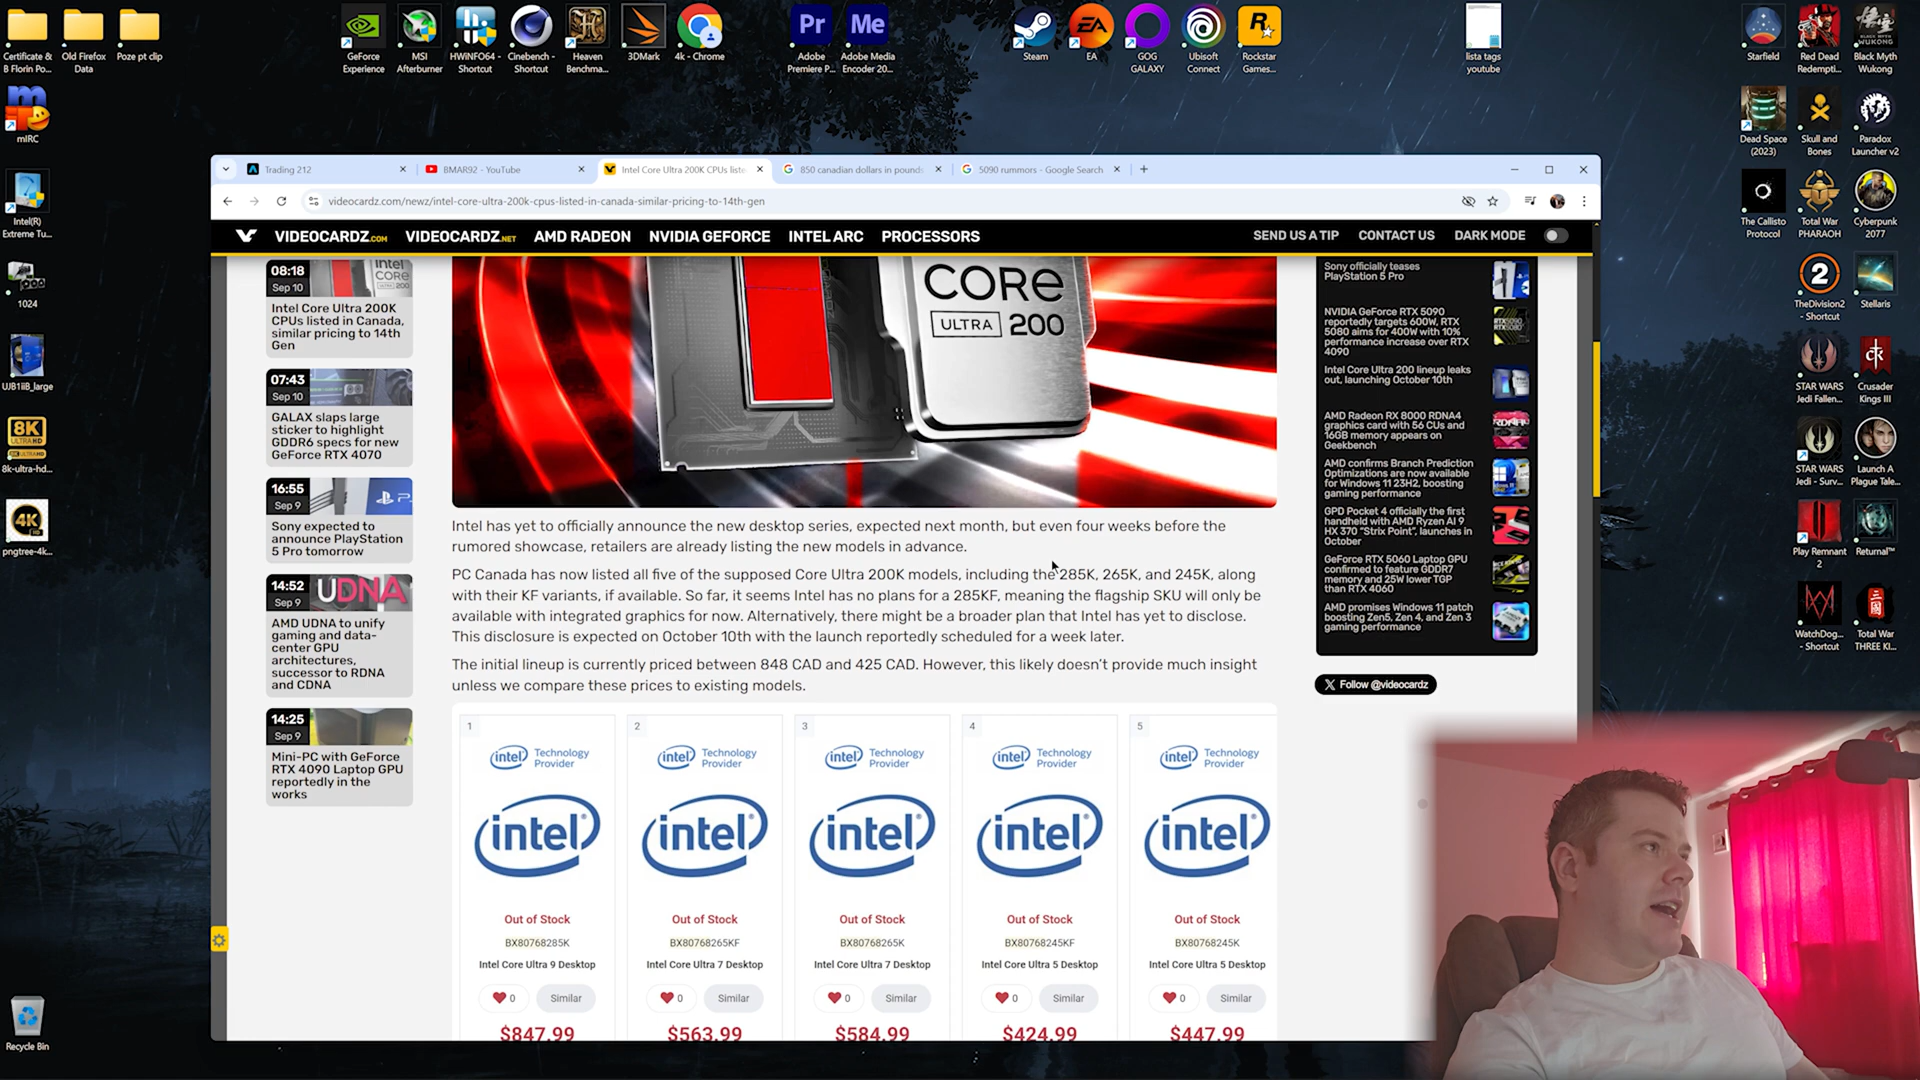 Certificate &
B Florin Po...
Old Firefox
Data
Poze pt clip
GeForce
Experience
MSI
Afterburner
HWiNFO64 -
Shortcut
Cinebench -
Shortcut
Heaven
Benchma...
3DMark
4k - Chrome
Pr
Adobe
Premiere P...
Me
Adobe Media
Encoder 20...
Steam
EA
GOG
GALAXY
Ubisoft
Connect
Rockstar
Games...
lista tags
youtube
Starfield
Red Dead
Redempti...
Black Myth
Wukong
mIRC
Intel(R)
Extreme Tu...
1024
UJB1iiB_large
8K
8k-ultra-hd...
4K
pngtree-4k...
Recycle Bin
Dead Space
(2023)
Skull and
Bones
Paradox
Launcher v2
The Callisto
Protocol
Total War
PHARAOH
Cyberpunk
2077
TheDivision2
- Shortcut
Stellaris
STAR WARS
Jedi Fallen...
Crusader
Kings III
STAR WARS
Jedi - Surv...
Launch A
Plague Tale...
Play Remnant
2
Returnal™
WatchDog...
- Shortcut
Total War
THREE KI...
Trading 212
BMAR92 - YouTube
Intel Core Ultra 200K CPUs liste
850 canadian dollars in pounds
5090 rummors - Google Search
videocardz.com/newz/intel-core-ultra-200k-cpus-listed-in-canada-similar-pricing-to-14th-gen
VIDEOCARDZ.COM
VIDEOCARDZ.NET
AMD RADEON
NVIDIA GEFORCE
INTEL ARC
PROCESSORS
SEND US A TIP
CONTACT US
DARK MODE
08:18
Sep 10
Intel Core Ultra 200K
CPUs listed in Canada,
similar pricing to 14th
Gen
07:43
Sep 10
GALAX slaps large
sticker to highlight
GDDR6 specs for new
GeForce RTX 4070
16:55
Sep 9
Sony expected to
announce PlayStation
5 Pro tomorrow
14:52
Sep 9
UDNA
AMD UDNA to unify
gaming and data-
center GPU
architectures,
successor to RDNA
and CDNA
14:25
Sep 9
Mini-PC with GeForce
RTX 4090 Laptop GPU
reportedly in the
works
CORE
ULTRA 200
Intel has yet to officially announce the new desktop series, expected next month, but even four weeks before the
rumored showcase, retailers are already listing the new models in advance.
PC Canada has now listed all five of the supposed Core Ultra 200K models, including the 285K, 265K, and 245K, along
with their KF variants, if available. So far, it seems Intel has no plans for a 285KF, meaning the flagship SKU will only be
available with integrated graphics for now. Alternatively, there might be a broader plan that Intel has yet to disclose.
This disclosure is expected on October 10th with the launch reportedly scheduled for a week later.
The initial lineup is currently priced between 848 CAD and 425 CAD. However, this likely doesn't provide much insight
unless we compare these prices to existing models.
1
2
3
4
5
intel Technology
Provider
intel Technology
Provider
intel Technology
Provider
intel Technology
Provider
intel Technology
Provider
intel
intel
intel
intel
intel
Out of Stock
Out of Stock
Out of Stock
Out of Stock
Out of Stock
BX80768285K
BX80768265KF
BX80768265K
BX80768245KF
BX80768245K
Intel Core Ultra 9 Desktop
Intel Core Ultra 7 Desktop
Intel Core Ultra 7 Desktop
Intel Core Ultra 5 Desktop
Intel Core Ultra 5 Desktop
0
Similar
0
Similar
0
Similar
0
Similar
0
Similar
$847.99
$563.99
$584.99
$424.99
$447.99
Sony officially teases
PlayStation 5 Pro
NVIDIA GeForce RTX 5090
reportedly targets 600W, RTX
5080 aims for 400W with 10%
performance increase over RTX
4090
Intel Core Ultra 200 lineup leaks
out, launching October 10th
AMD Radeon RX 8000 RDNA4
graphics card with 56 CUs and
16GB memory appears on
Geekbench
AMD confirms Branch Prediction
Optimizations are now available
for Windows 11 23H2, boosting
gaming performance
GPD Pocket 4 officially the first
handheld with AMD Ryzen AI 9
HX 370 "Strix Point", launches in
October
GeForce RTX 5060 Laptop GPU
confirmed to feature GDDR7
memory and 25W lower TGP
than RTX 4060
AMD promises Windows 11 patch
boosting Zen5, Zen 4, and Zen 3
gaming performance
Follow @videocardz